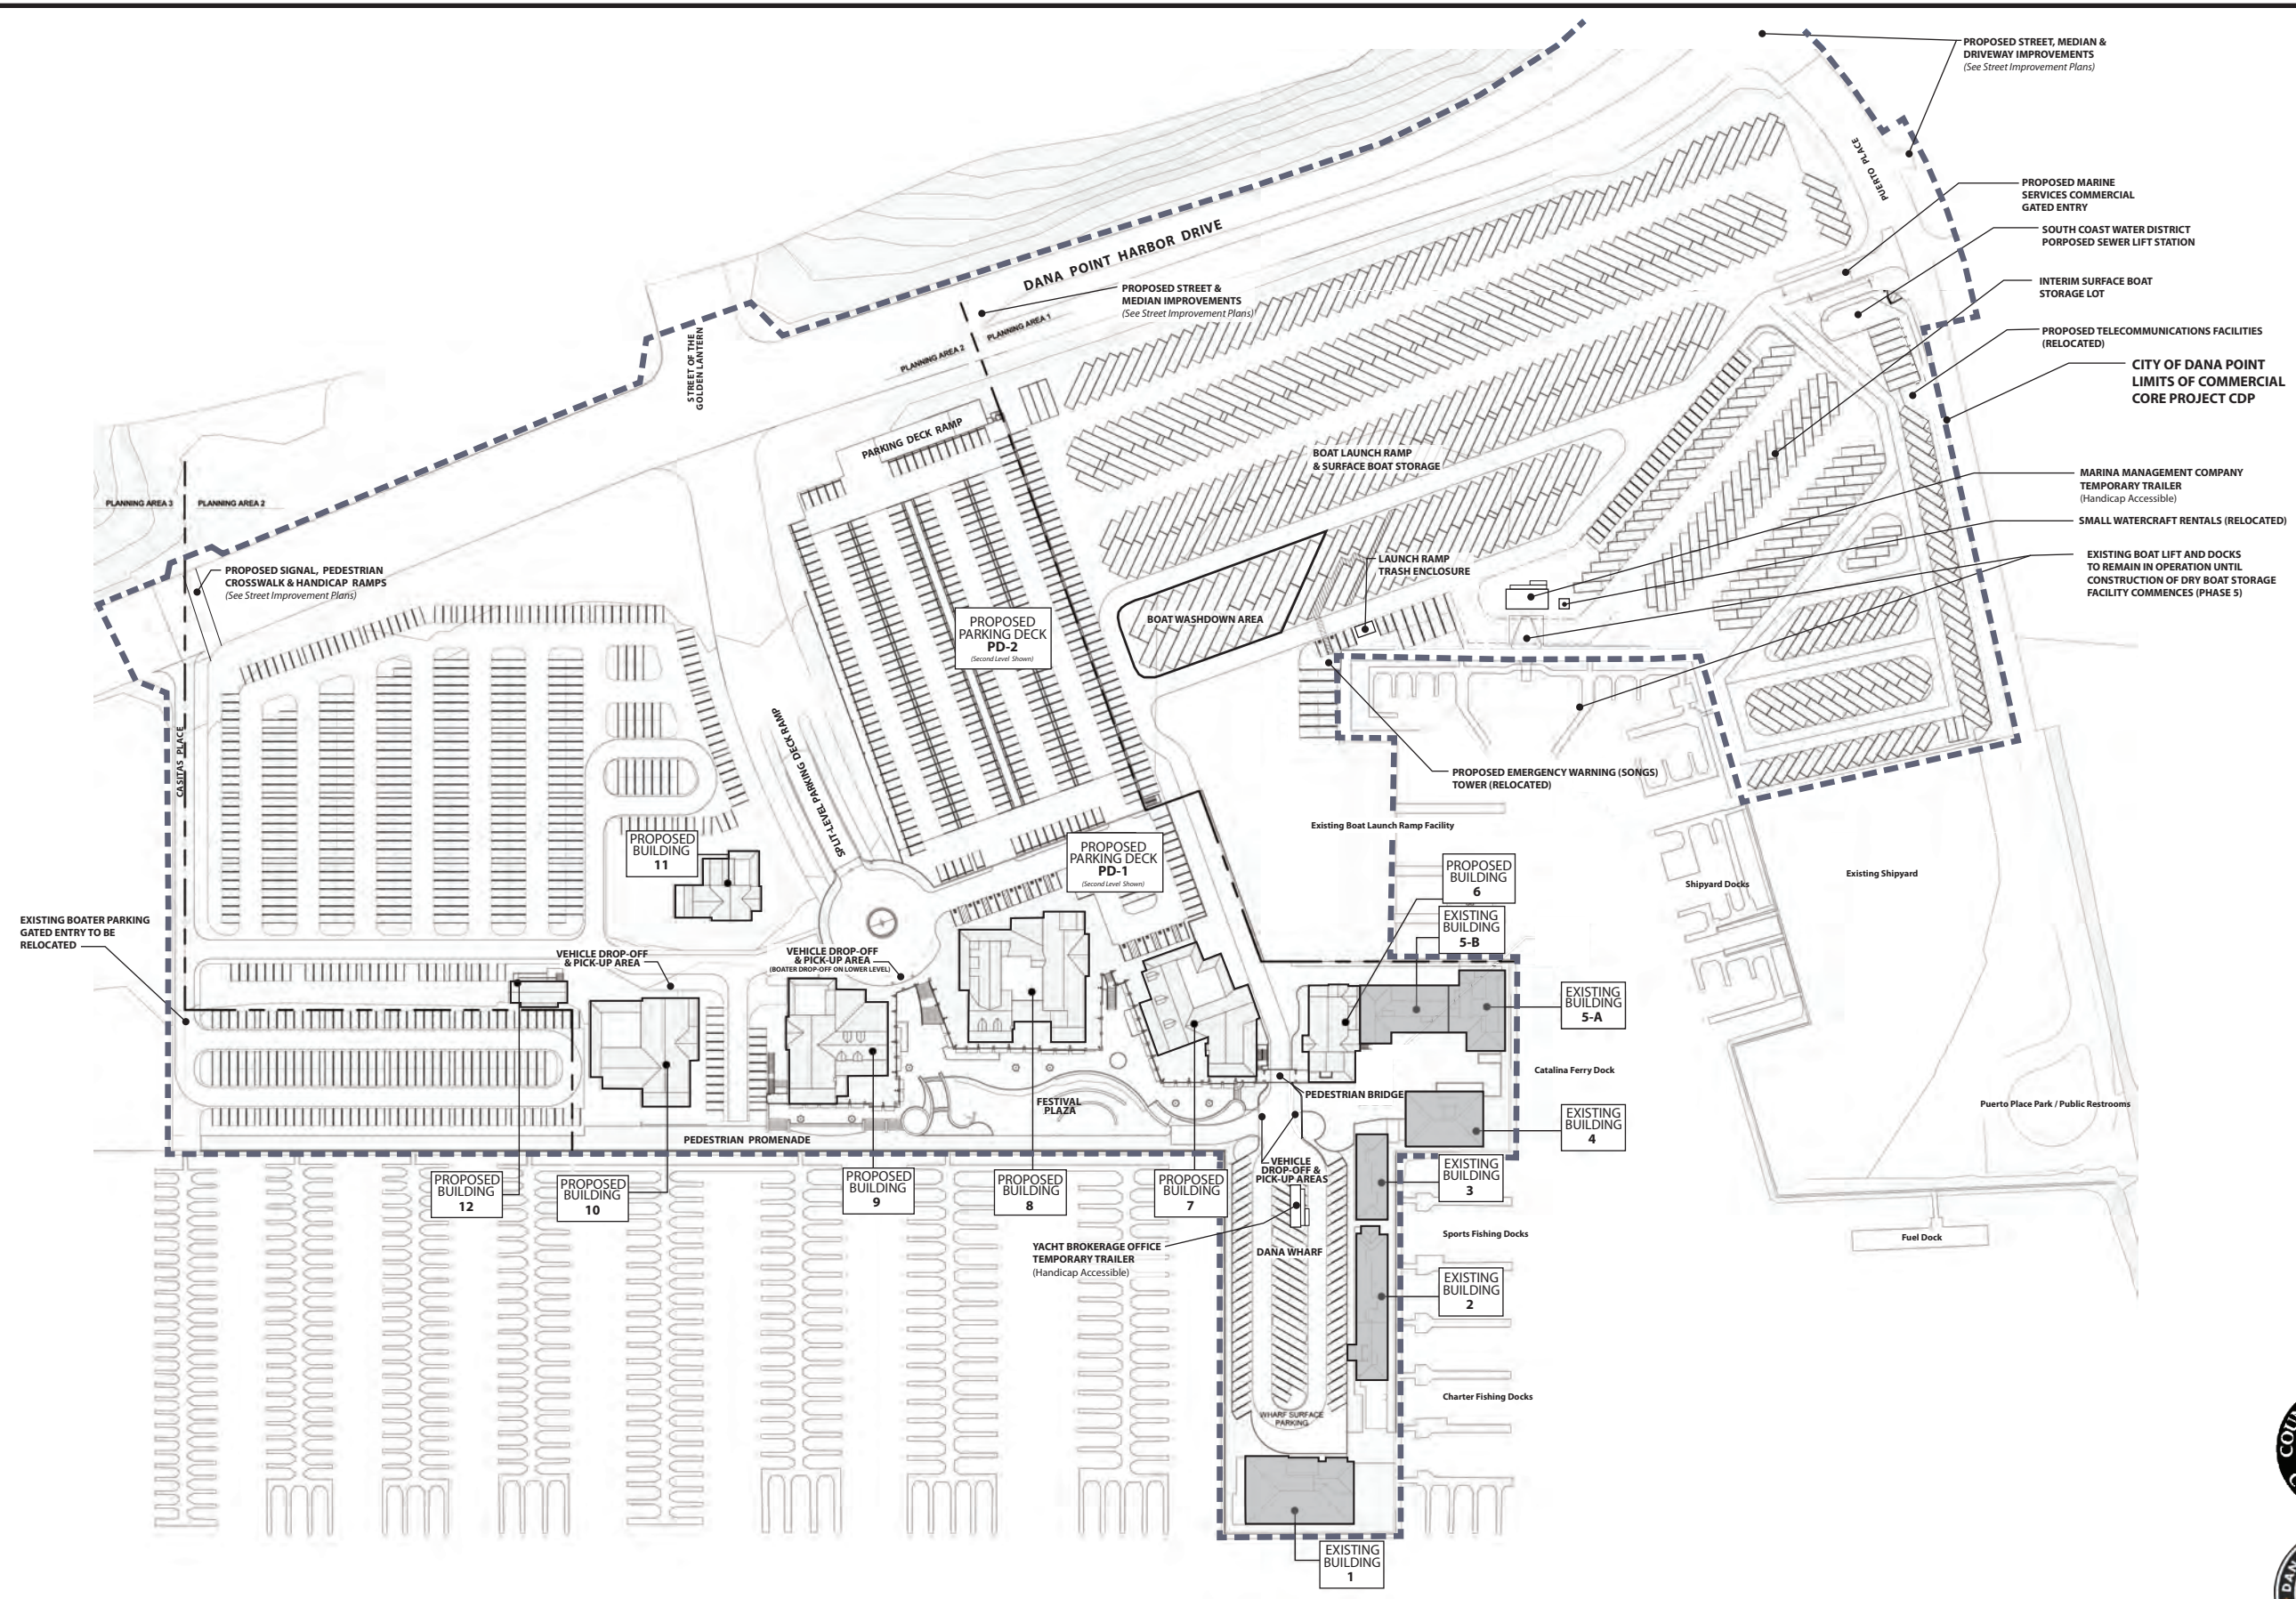 PROPOSED STREET, MEDIAN &
DRIVEWAY IMPROVEMENTS
(See Street Improvement Plans)
PUERTO PLACE
PROPOSED MARINE
SERVICES COMMERCIAL
GATED ENTRY
SOUTH COAST WATER DISTRICT
PORPOSED SEWER LIFT STATION
INTERIM SURFACE BOAT
STORAGE LOT
PROPOSED TELECOMMUNICATIONS FACILITIES
(RELOCATED)
CITY OF DANA POINT
LIMITS OF COMMERCIAL
CORE PROJECT CDP
MARINA MANAGEMENT COMPANY
TEMPORARY TRAILER
(Handicap Accessible)
SMALL WATERCRAFT RENTALS (RELOCATED)
EXISTING BOAT LIFT AND DOCKS
TO REMAIN IN OPERATION UNTIL
CONSTRUCTION OF DRY BOAT STORAGE
FACILITY COMMENCES (PHASE 5)
DANA POINT HARBOR DRIVE
PROPOSED STREET &
MEDIAN IMPROVEMENTS
(See Street Improvement Plans)
PLANNING AREA 2
PLANNING AREA 1
STREET OF THE
GOLDEN LANTERN
PARKING DECK RAMP
BOAT LAUNCH RAMP
& SURFACE BOAT STORAGE
PLANNING AREA 3
PLANNING AREA 2
PROPOSED SIGNAL, PEDESTRIAN
CROSSWALK & HANDICAP RAMPS
(See Street Improvement Plans)
LAUNCH RAMP
TRASH ENCLOSURE
BOAT WASHDOWN AREA
PROPOSED
PARKING DECK
PD-2
(Second Level Shown)
CASITAS PLACE
SPLIT-LEVEL PARKING DECK RAMP
PROPOSED EMERGENCY WARNING (SONGS)
TOWER (RELOCATED)
Existing Boat Launch Ramp Facility
PROPOSED
BUILDING
11
PROPOSED
PARKING DECK
PD-1
(Second Level Shown)
PROPOSED
BUILDING
6
EXISTING
BUILDING
5-B
Shipyard Docks
Existing Shipyard
EXISTING BOATER PARKING
GATED ENTRY TO BE
RELOCATED
VEHICLE DROP-OFF
& PICK-UP AREA
VEHICLE DROP-OFF
& PICK-UP AREA
(BOATER DROP-OFF ON LOWER LEVEL)
EXISTING
BUILDING
5-A
Catalina Ferry Dock
PEDESTRIAN BRIDGE
FESTIVAL
PLAZA
Puerto Place Park / Public Restrooms
EXISTING
BUILDING
4
PEDESTRIAN PROMENADE
VEHICLE
DROP-OFF &
PICK-UP AREAS
EXISTING
BUILDING
3
PROPOSED
BUILDING
12
PROPOSED
BUILDING
10
PROPOSED
BUILDING
9
PROPOSED
BUILDING
8
PROPOSED
BUILDING
7
YACHT BROKERAGE OFFICE
TEMPORARY TRAILER
(Handicap Accessible)
DANA WHARF
Sports Fishing Docks
Fuel Dock
EXISTING
BUILDING
2
Charter Fishing Docks
WHARF SURFACE
PARKING
EXISTING
BUILDING
1